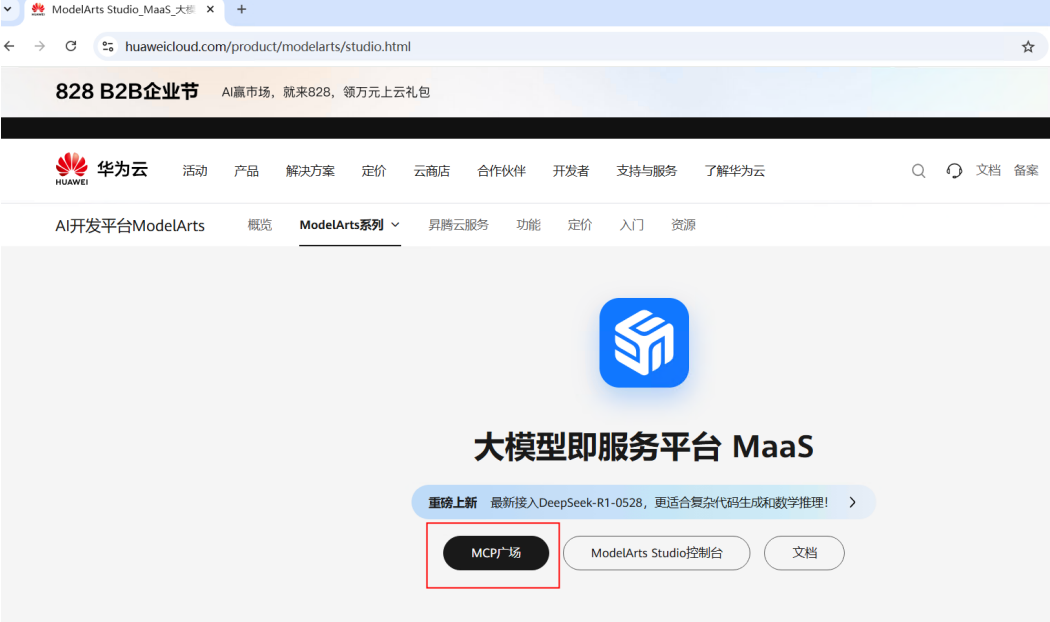 ModelArts Studio_MaaS_大模
huaweicloud.com/product/modelarts/studio.html
828 B2B企业节 AI赢市场，就来828，领万元上云礼包
HUAWEI 华为云 活动 产品 解决方案 定价 云商店 合作伙伴 开发者 支持与服务 了解华为云 文档 备案
AI开发平台ModelArts 概览 ModelArts系列 昇腾云服务 功能 定价 入门 资源
大模型即服务平台 MaaS
重磅上新 最新接入DeepSeek-R1-0528，更适合复杂代码生成和数学推理！
MCP广场 ModelArts Studio控制台 文档